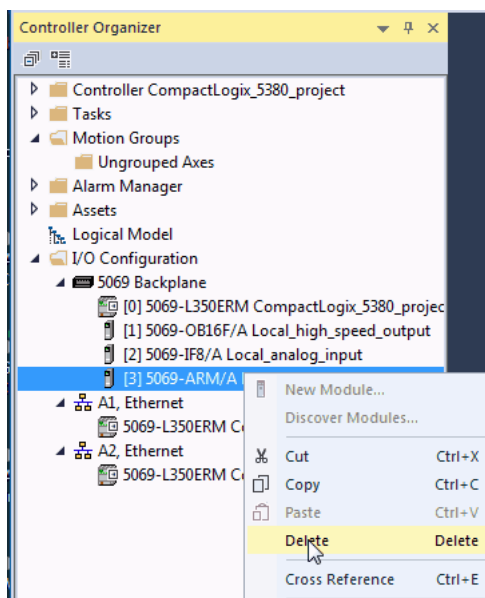 Controller Organizer
Controller CompactLogix_5380_project
Tasks
Motion Groups
Ungrouped Axes
Alarm Manager
Assets
Logical Model
I/O Configuration
5069 Backplane
[0] 5069-L350ERM CompactLogix_5380_projec
[1] 5069-OB16F/A Local_high_speed_output
[2] 5069-IF8/A Local_analog_input
[3] 5069-ARM/A
A1, Ethernet
5069-L350ERM C
A2, Ethernet
5069-L350ERM C
New Module...
Discover Modules...
Cut Ctrl+X
Copy Ctrl+C
Paste Ctrl+V
Delete Delete
Cross Reference Ctrl+E